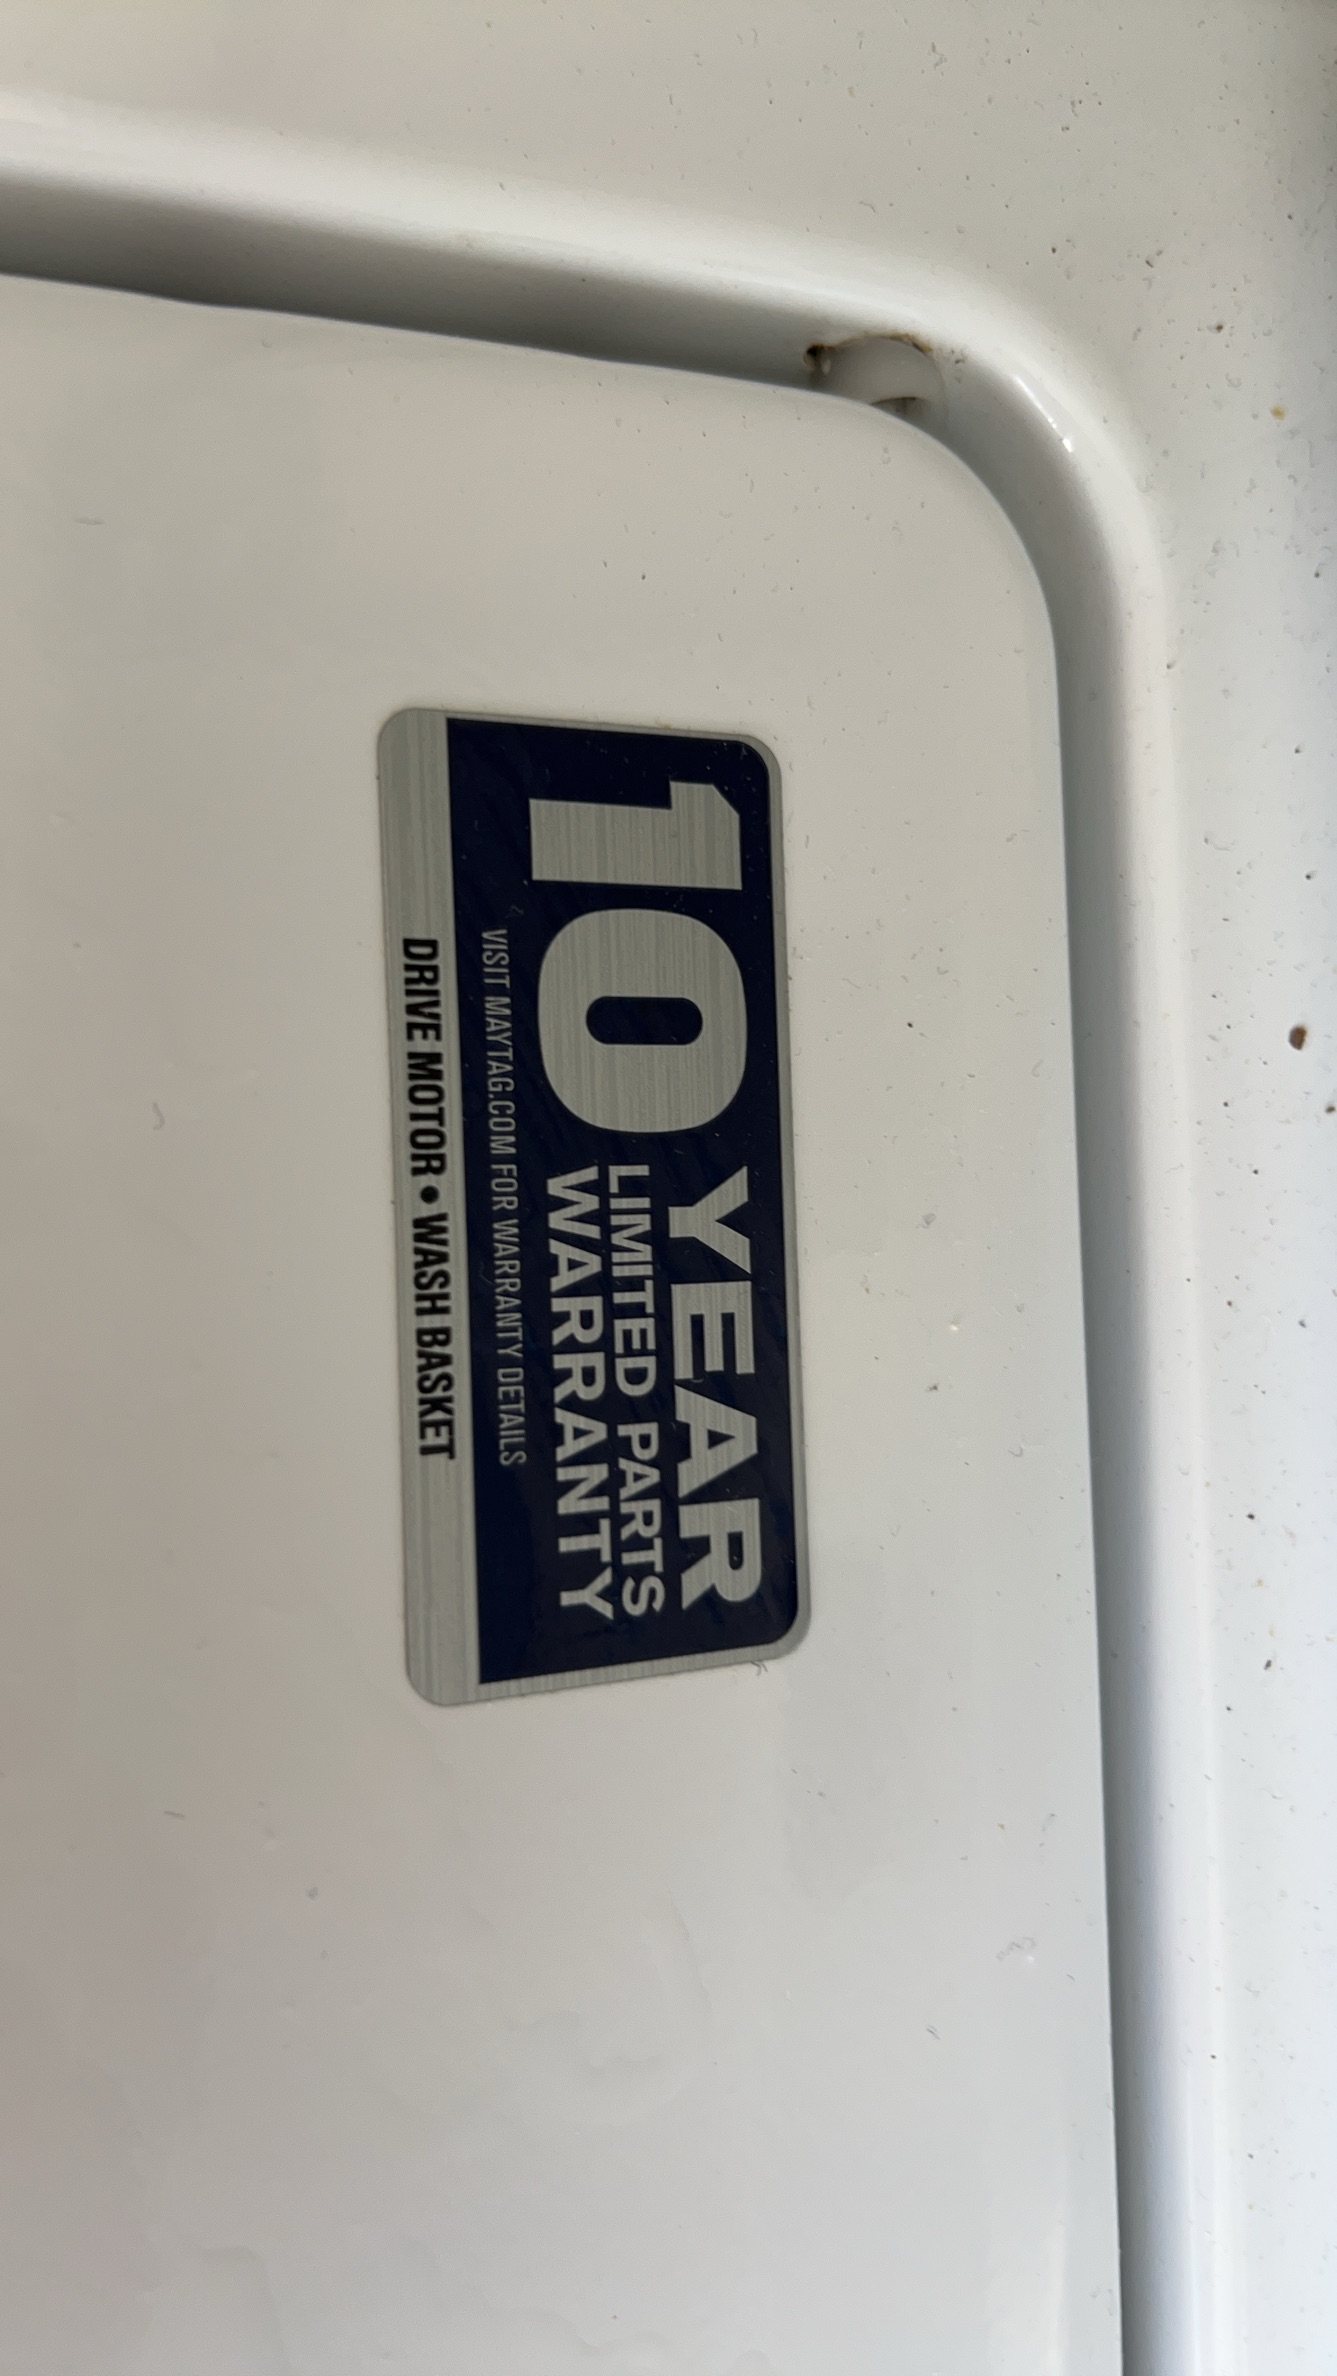 10 YEAR
LIMITED PARTS
WARRANTY
VISIT MAYTAG.COM FOR WARRANTY DETAILS
DRIVE MOTOR • WASH BASKET